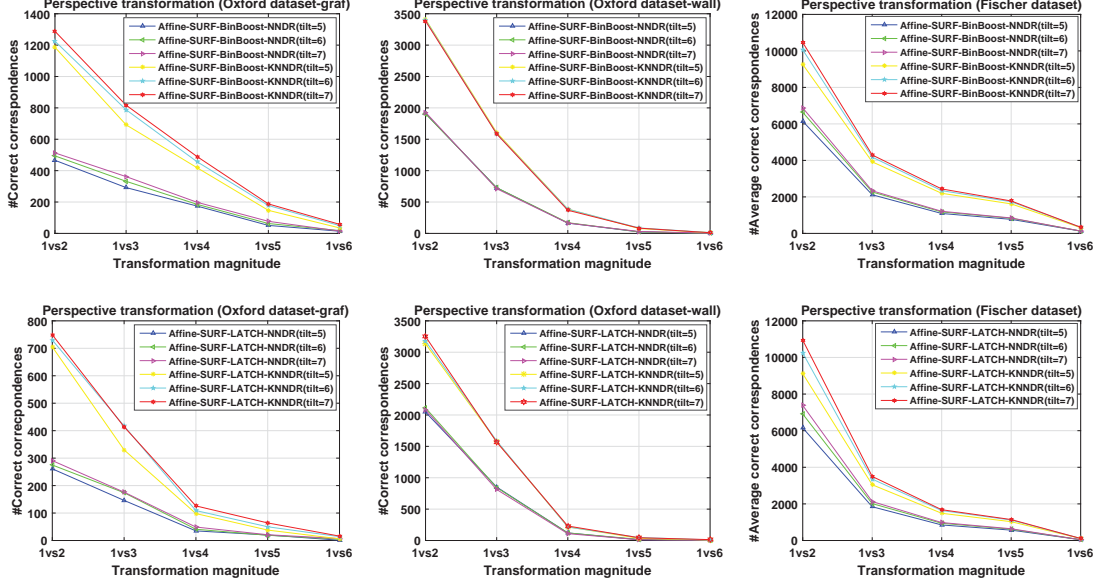 Perspective transformation (Oxford dataset-graf)
1400
1200
1000
800
600
400
200
0
#Correct correspondences
Affine-SURF-BinBoost-NNDR(tilt=5)
Affine-SURF-BinBoost-NNDR(tilt=6)
Affine-SURF-BinBoost-NNDR(tilt=7)
Affine-SURF-BinBoost-KNNDR(tilt=5)
Affine-SURF-BinBoost-KNNDR(tilt=6)
Affine-SURF-BinBoost-KNNDR(tilt=7)
1vs2 1vs3 1vs4 1vs5 1vs6
Transformation magnitude
Perspective transformation (Oxford dataset-wall)
3500
3000
2500
2000
1500
1000
500
0
#Correct correspondences
Affine-SURF-BinBoost-NNDR(tilt=5)
Affine-SURF-BinBoost-NNDR(tilt=6)
Affine-SURF-BinBoost-NNDR(tilt=7)
Affine-SURF-BinBoost-KNNDR(tilt=5)
Affine-SURF-BinBoost-KNNDR(tilt=6)
Affine-SURF-BinBoost-KNNDR(tilt=7)
1vs2 1vs3 1vs4 1vs5 1vs6
Transformation magnitude
Perspective transformation (Fischer dataset)
12000
10000
8000
6000
4000
2000
0
#Average correct correspondences
Affine-SURF-BinBoost-NNDR(tilt=5)
Affine-SURF-BinBoost-NNDR(tilt=6)
Affine-SURF-BinBoost-NNDR(tilt=7)
Affine-SURF-BinBoost-KNNDR(tilt=5)
Affine-SURF-BinBoost-KNNDR(tilt=6)
Affine-SURF-BinBoost-KNNDR(tilt=7)
1vs2 1vs3 1vs4 1vs5 1vs6
Transformation magnitude
Perspective transformation (Oxford dataset-graf)
800
700
600
500
400
300
200
100
0
#Correct correcpondences
Affine-SURF-LATCH-NNDR(tilt=5)
Affine-SURF-LATCH-NNDR(tilt=6)
Affine-SURF-LATCH-NNDR(tilt=7)
Affine-SURF-LATCH-KNNDR(tilt=5)
Affine-SURF-LATCH-KNNDR(tilt=6)
Affine-SURF-LATCH-KNNDR(tilt=7)
1vs2 1vs3 1vs4 1vs5 1vs6
Transformation magnitude
Perspective transformation (Oxford dataset-wall)
3500
3000
2500
2000
1500
1000
500
0
#Correct correspondences
Affine-SURF-LATCH-NNDR(tilt=5)
Affine-SURF-LATCH-NNDR(tilt=6)
Affine-SURF-LATCH-NNDR(tilt=7)
Affine-SURF-LATCH-KNNDR(tilt=5)
Affine-SURF-LATCH-KNNDR(tilt=6)
Affine-SURF-LATCH-KNNDR(tilt=7)
1vs2 1vs3 1vs4 1vs5 1vs6
Transformation magnitude
Perspective transformation (Fischer dataset)
12000
10000
8000
6000
4000
2000
0
#Average correct correspondences
Affine-SURF-LATCH-NNDR(tilt=5)
Affine-SURF-LATCH-NNDR(tilt=6)
Affine-SURF-LATCH-NNDR(tilt=7)
Affine-SURF-LATCH-KNNDR(tilt=5)
Affine-SURF-LATCH-KNNDR(tilt=6)
Affine-SURF-LATCH-KNNDR(tilt=7)
1vs2 1vs3 1vs4 1vs5 1vs6
Transformation magnitude